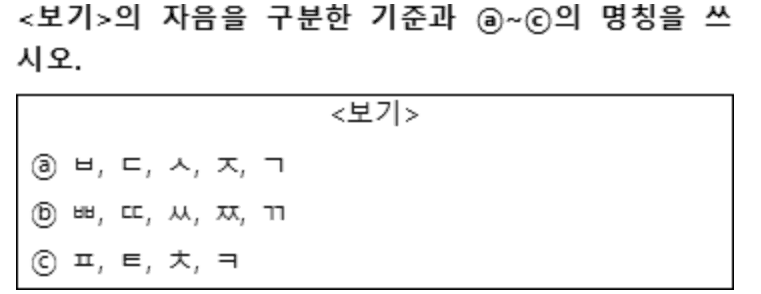 <보기>의 자음을 구분한 기준과 ⓐ~ⓒ의 명칭을 쓰
시오.
<보기>
ⓐ ㅂ, ㄷ, ㅅ, ㅈ, ㄱ
ⓑ ㅃ, ㄸ, ㅆ, ㅉ, ㄲ
ⓒ ㅍ, ㅌ, ㅊ, ㅋ